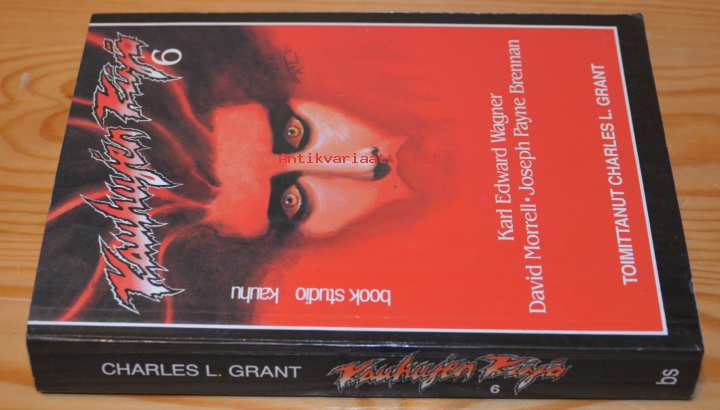 Kauhujen Kirja
6
Karl Edward Wagner
David Morrell • Joseph Payne Brennan
TOIMITTANUT CHARLES L. GRANT
book studio kauhu
Antikvariaat
CHARLES L. GRANT
Kauhujen Kirja
6
bs